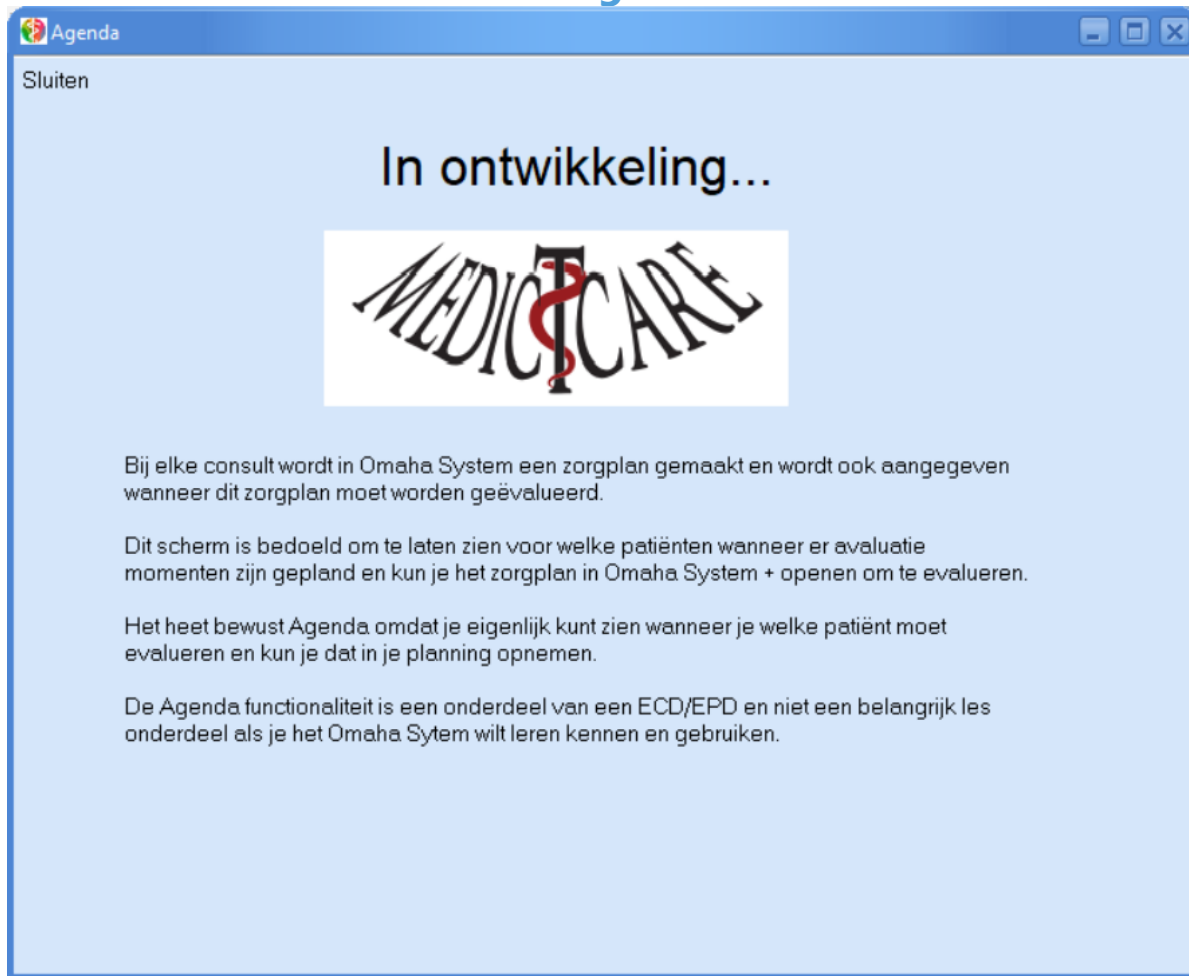 Agenda
Sluiten
In ontwikkeling...
MEDICTCARE
Bij elke consult wordt in Omaha System een zorgplan gemaakt en wordt ook aangegeven
wanneer dit zorgplan moet worden geëvalueerd.
Dit scherm is bedoeld om te laten zien voor welke patiënten wanneer er avaluatie
momenten zijn gepland en kun je het zorgplan in Omaha System + openen om te evalueren.
Het heet bewust Agenda omdat je eigenlijk kunt zien wanneer je welke patiënt moet
evalueren en kun je dat in je planning opnemen.
De Agenda functionaliteit is een onderdeel van een ECD/EPD en niet een belangrijk les
onderdeel als je het Omaha Sytem wilt leren kennen en gebruiken.